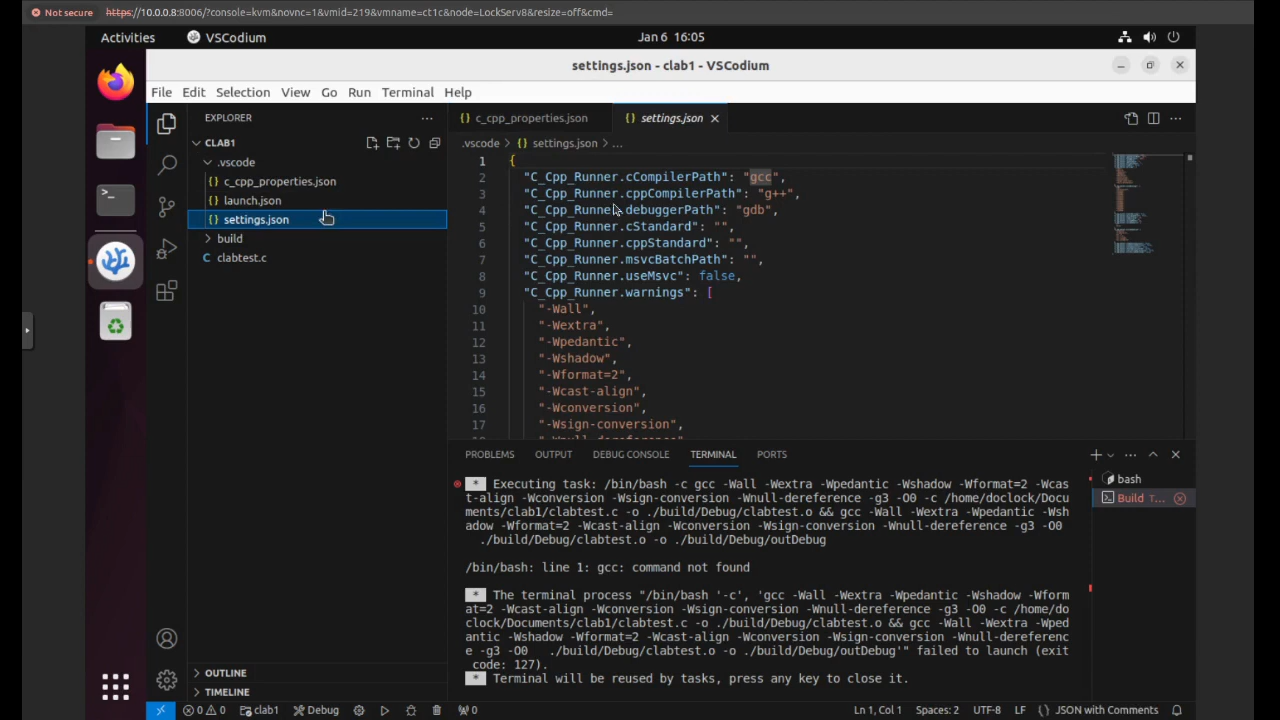 Not secure https://10.0.0.8:8006/?console=kvm&novnc=1&vmid=219&vmname=ct1c&node=LockServ8&resize=off&cmd=
Activities VSCodium Jan 6 16:05
settings.json - clab1 - VSCodium
File Edit Selection View Go Run Terminal Help
EXPLORER
CLAB1
.vscode
{} c_cpp_properties.json
{} launch.json
{} settings.json
build
C clabtest.c
OUTLINE
TIMELINE
{} c_cpp_properties.json {} settings.json
.vscode > {} settings.json > ...
1 {
2 "C_Cpp_Runner.cCompilerPath": "gcc",
3 "C_Cpp_Runner.cppCompilerPath": "g++",
4 "C_Cpp_Runner.debuggerPath": "gdb",
5 "C_Cpp_Runner.cStandard": "",
6 "C_Cpp_Runner.cppStandard": "",
7 "C_Cpp_Runner.msvcBatchPath": "",
8 "C_Cpp_Runner.useMsvc": false,
9 "C_Cpp_Runner.warnings": [
10 "-Wall",
11 "-Wextra",
12 "-Wpedantic",
13 "-Wshadow",
14 "-Wformat=2",
15 "-Wcast-align",
16 "-Wconversion",
17 "-Wsign-conversion",
PROBLEMS OUTPUT DEBUG CONSOLE TERMINAL PORTS
* Executing task: /bin/bash -c gcc -Wall -Wextra -Wpedantic -Wshadow -Wformat=2 -Wcas
t-align -Wconversion -Wsign-conversion -Wnull-dereference -g3 -O0 -c /home/doclock/Docu
ments/clab1/clabtest.c -o ./build/Debug/clabtest.o && gcc -Wall -Wextra -Wpedantic -Wsh
adow -Wformat=2 -Wcast-align -Wconversion -Wsign-conversion -Wnull-dereference -g3 -O0
./build/Debug/clabtest.o -o ./build/Debug/outDebug
/bin/bash: line 1: gcc: command not found
* The terminal process "/bin/bash '-c', 'gcc -Wall -Wextra -Wpedantic -Wshadow -Wform
at=2 -Wcast-align -Wconversion -Wsign-conversion -Wnull-dereference -g3 -O0 -c /home/do
clock/Documents/clab1/clabtest.c -o ./build/Debug/clabtest.o && gcc -Wall -Wextra -Wped
antic -Wshadow -Wformat=2 -Wcast-align -Wconversion -Wsign-conversion -Wnull-dereferenc
e -g3 -O0 ./build/Debug/clabtest.o -o ./build/Debug/outDebug'" failed to launch (exit
code: 127).
* Terminal will be reused by tasks, press any key to close it.
bash
Build T...
0 0 clab1 Debug 0 Ln 1, Col 1 Spaces: 2 UTF-8 LF {} JSON with Comments